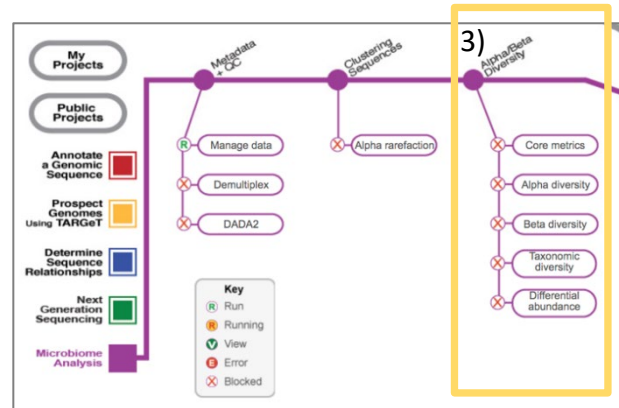 3)
My
Projects
Public
Projects
Annotate
a Genomic
Sequence
Prospect
Genomes
Using TARGeT
Determine
Sequence
Relationships
Next
Generation
Sequencing
Microbiome
Analysis
Metadata
+ QC
R Manage data
X Demultiplex
X DADA2
Clustering
Sequences
X Alpha rarefaction
Alpha/Beta
Diversity
X Core metrics
X Alpha diversity
X Beta diversity
X Taxonomic
diversity
X Differential
abundance
Key
R Run
R Running
V View
E Error
X Blocked